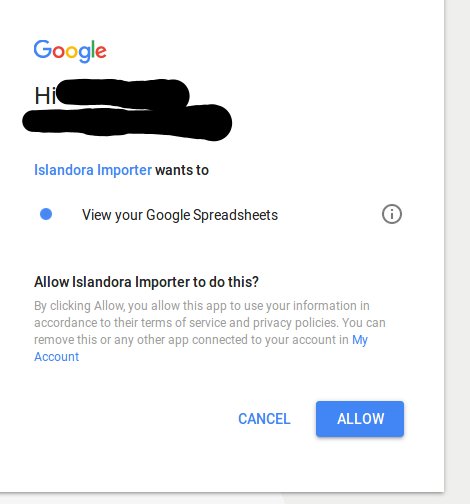 Google
Hi
Islandora Importer wants to
View your Google Spreadsheets
Allow Islandora Importer to do this?
By clicking Allow, you allow this app to use your information in
accordance to their terms of service and privacy policies. You can
remove this or any other app connected to your account in My
Account
CANCEL
ALLOW